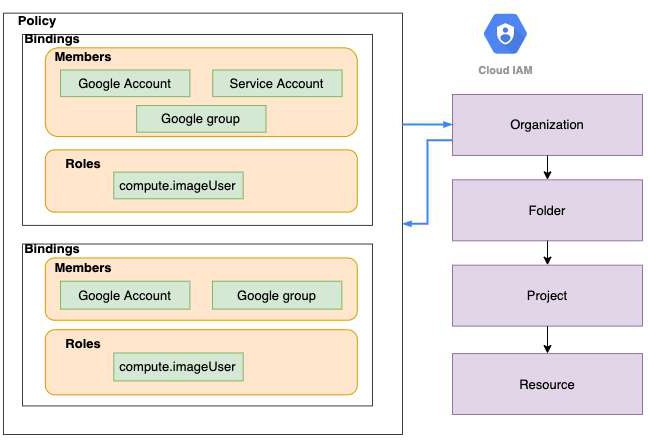 Policy
Bindings
Members
Google Account
Service Account
Google group
Roles
compute.imageUser
Bindings
Members
Google Account
Google group
Roles
compute.imageUser
Cloud IAM
Organization
Folder
Project
Resource